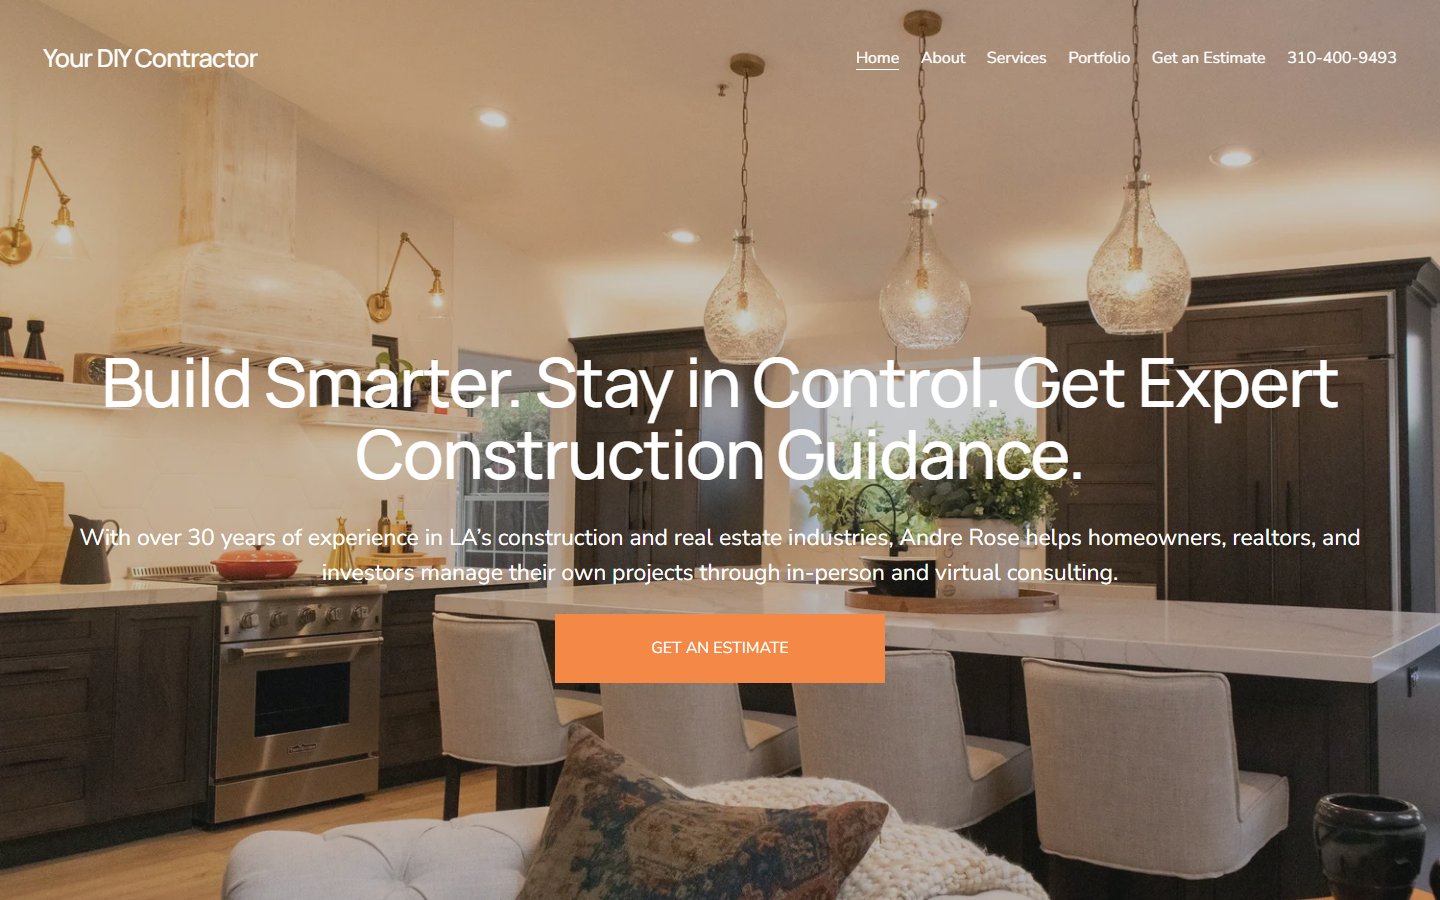 Your DIY Contractor
Home About Services Portfolio Get an Estimate 310-400-9493
Build Smarter. Stay in Control. Get Expert
Construction Guidance.
With over 30 years of experience in LA’s construction and real estate industries, Andre Rose helps homeowners, realtors, and
investors manage their own projects through in-person and virtual consulting.
GET AN ESTIMATE